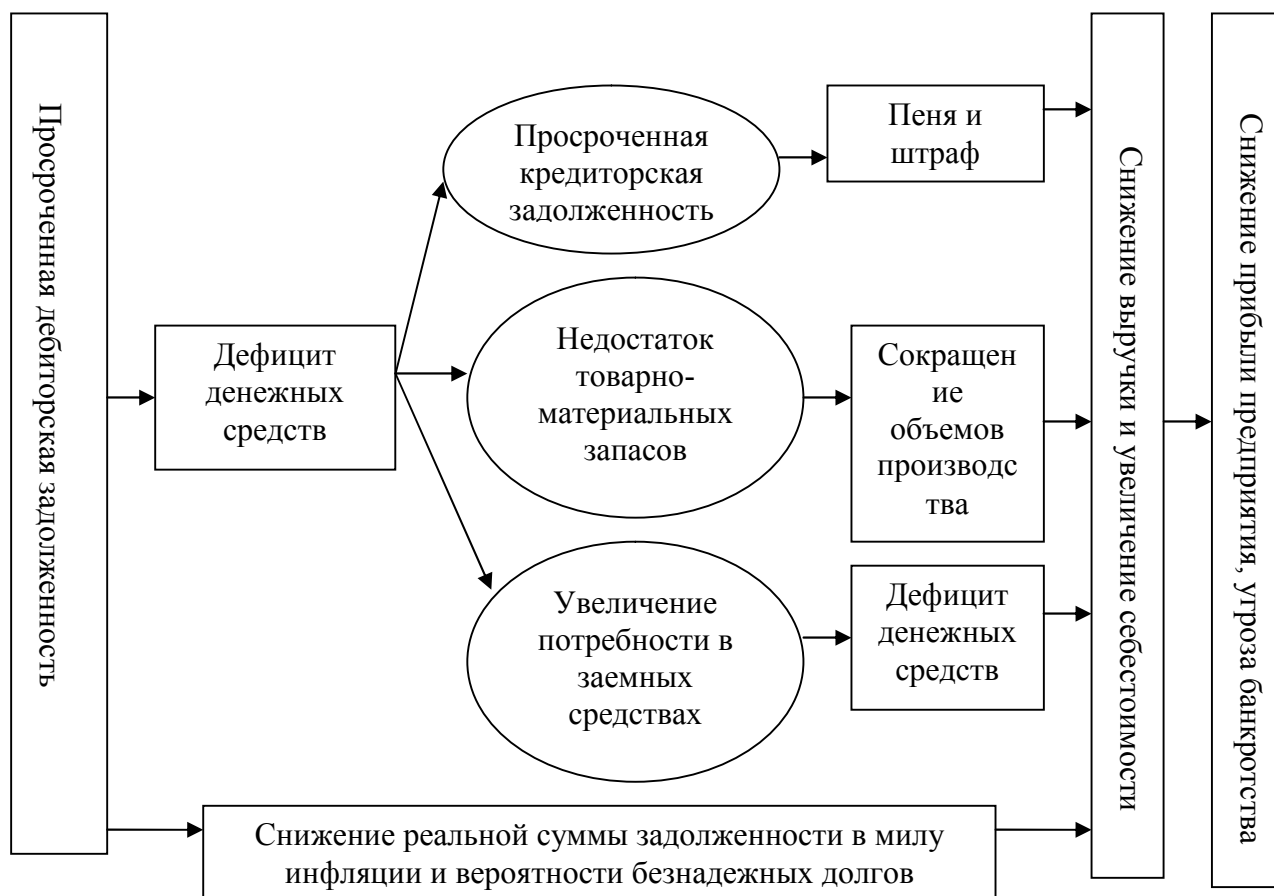 Просроченная дебиторская задолженность
Дефицит
денежных
средств
Просроченная
кредиторская
задолженность
Пеня и
штраф
Недостаток
товарно-
материальных
запасов
Сокращен
ие
объемов
производс
тва
Увеличение
потребности в
заемных
средствах
Дефицит
денежных
средств
Снижение реальной суммы задолженности в милу
инфляции и вероятности безнадежных долгов
Снижение выручки и увеличение себестоимости
Снижение прибыли предприятия, угроза банкротства